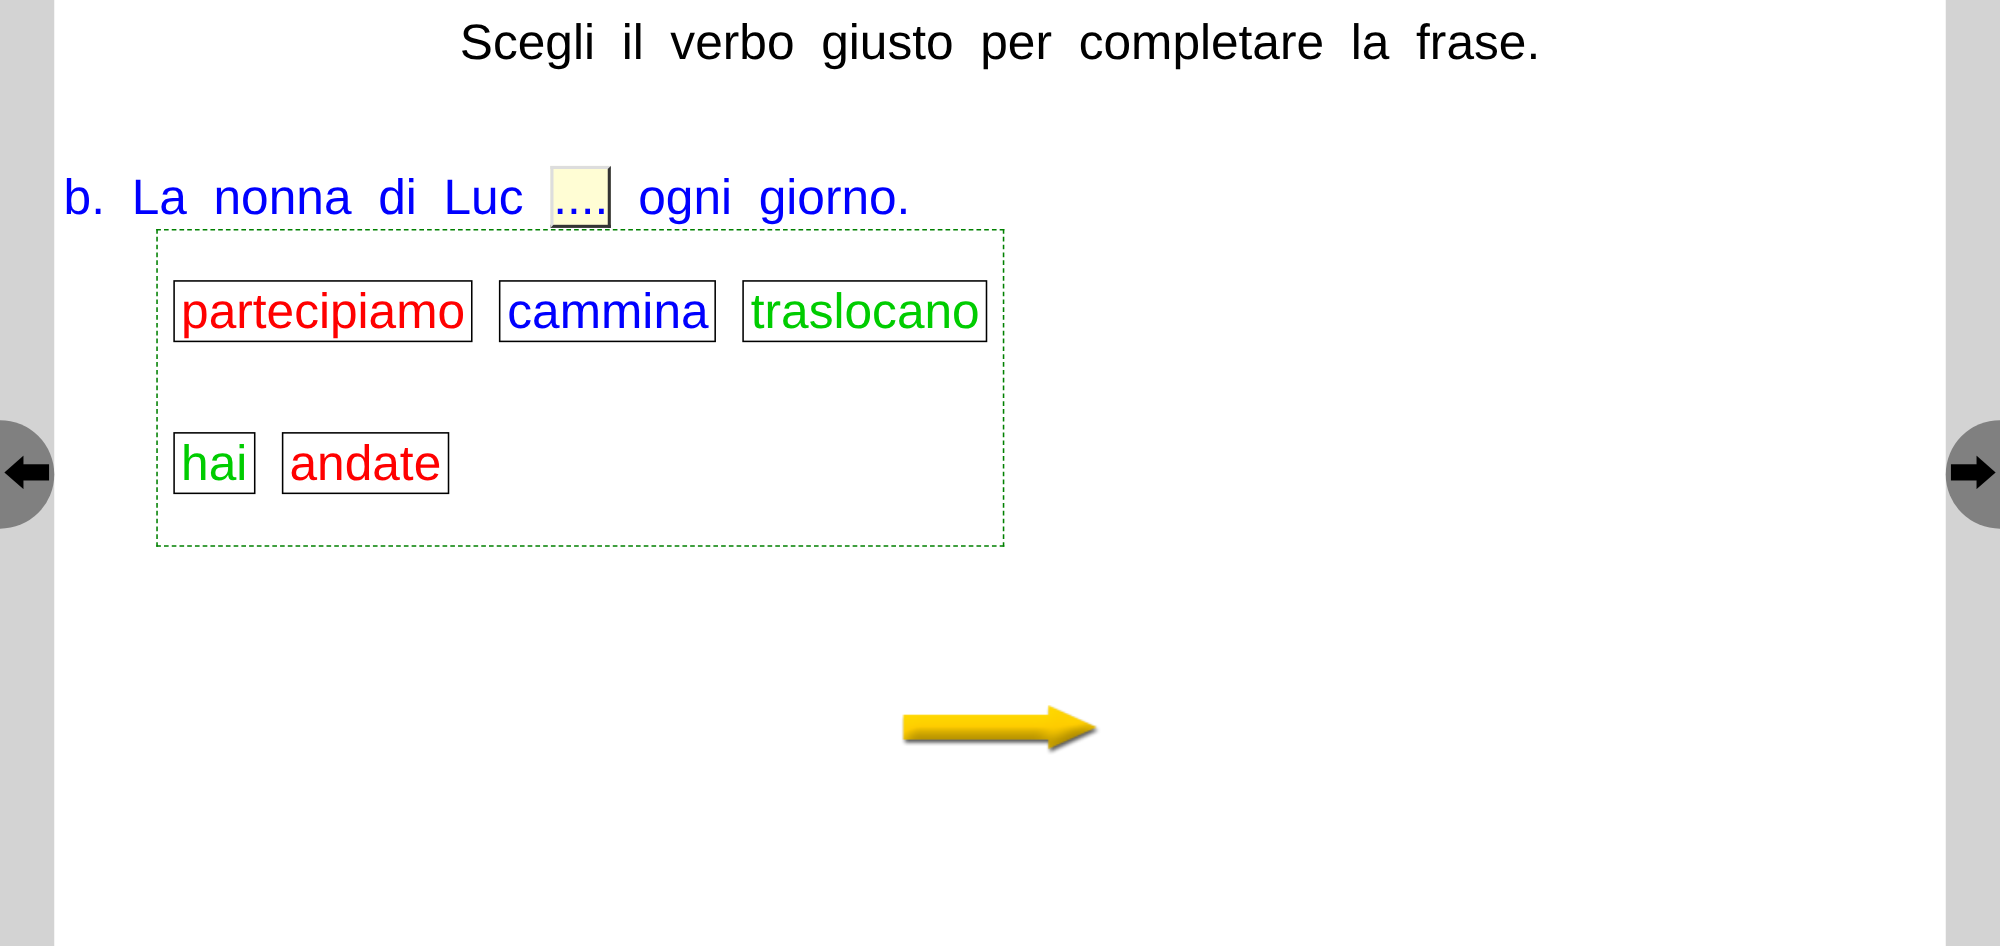 Scegli il verbo giusto per completare la frase.
b. La nonna di Luc .... ogni giorno.
partecipiamo cammina traslocano
hai andate